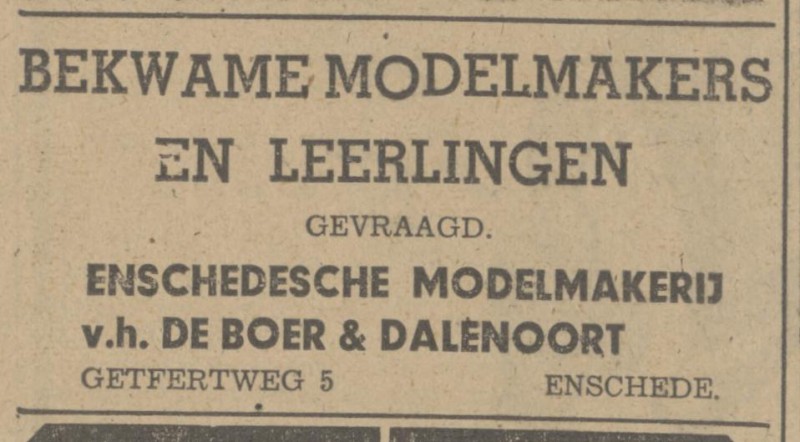 BEKWAME MODELMAKERS
EN LEERLINGEN
GEVRAAGD.
ENSCHEDESCHE MODELMAKERIJ
v.h. DE BOER & DALENOORT
GETFERTWEG 5 ENSCHEDE.